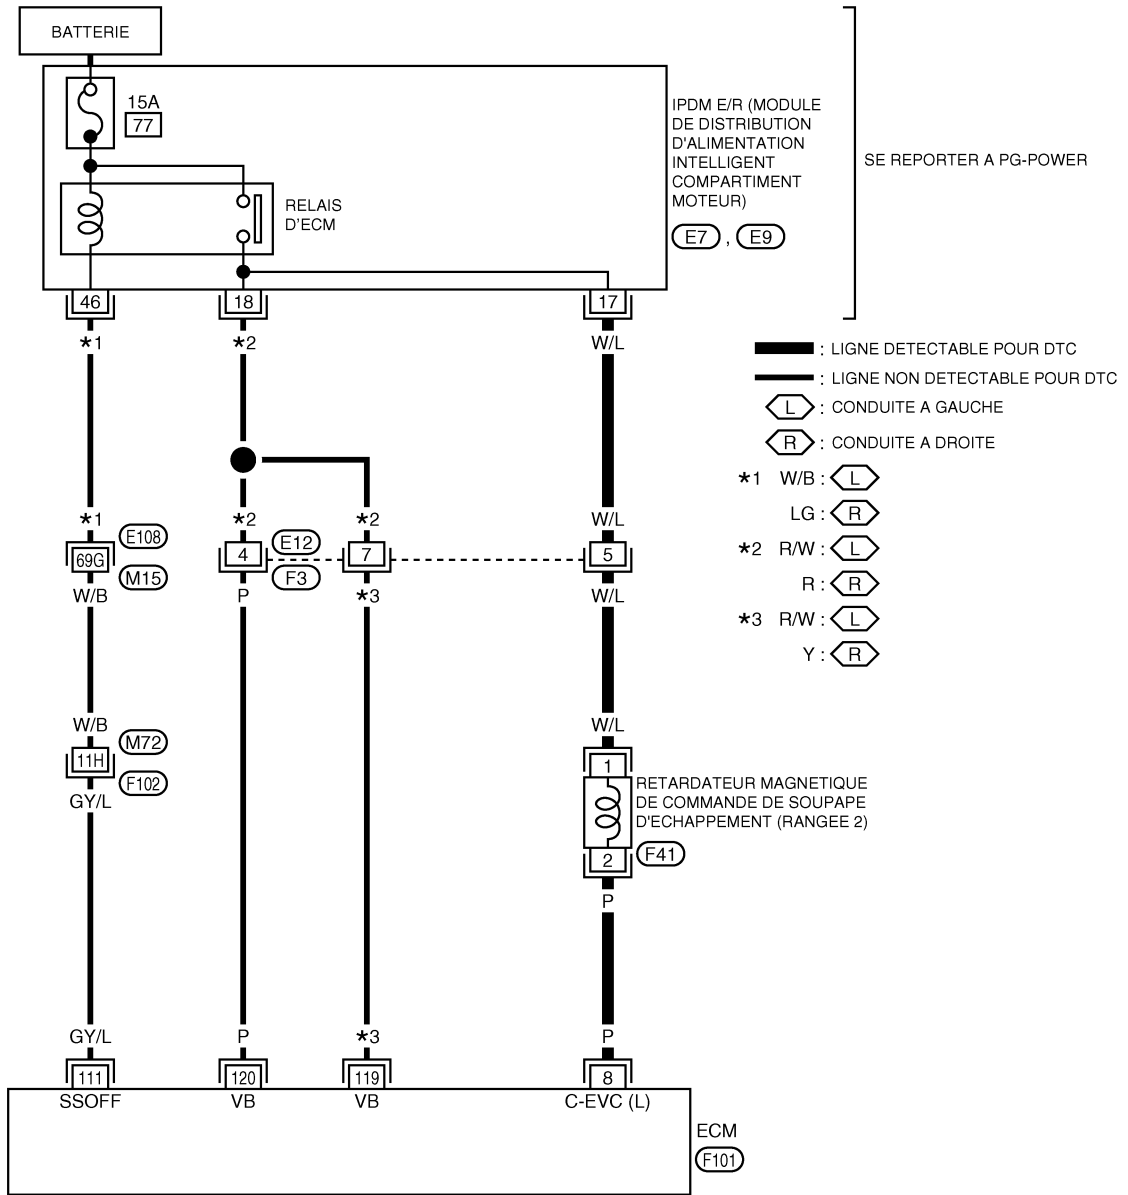 BATTERIE
15A
77
RELAIS
D'ECM
IPDM E/R (MODULE
DE DISTRIBUTION
D'ALIMENTATION
INTELLIGENT
COMPARTIMENT
MOTEUR)
E7 , E9
SE REPORTER A PG-POWER
46 18 17
*1 *2 W/L
: LIGNE DETECTABLE POUR DTC
: LIGNE NON DETECTABLE POUR DTC
L : CONDUITE A GAUCHE
R : CONDUITE A DROITE
*1 W/B : L
LG : R
*2 R/W : L
R : R
*3 R/W : L
Y : R
*1 *2 *2 W/L
69G E108 4 E12 7 5
M15 F3
W/B P *3 W/L
W/B W/L
11H M72
F102
GY/L
1
RETARDATEUR MAGNETIQUE
DE COMMANDE DE SOUPAPE
D'ECHAPPEMENT (RANGEE 2)
2 F41
P
GY/L P *3 P
111 120 119 8
SSOFF VB VB C-EVC (L)
ECM
F101